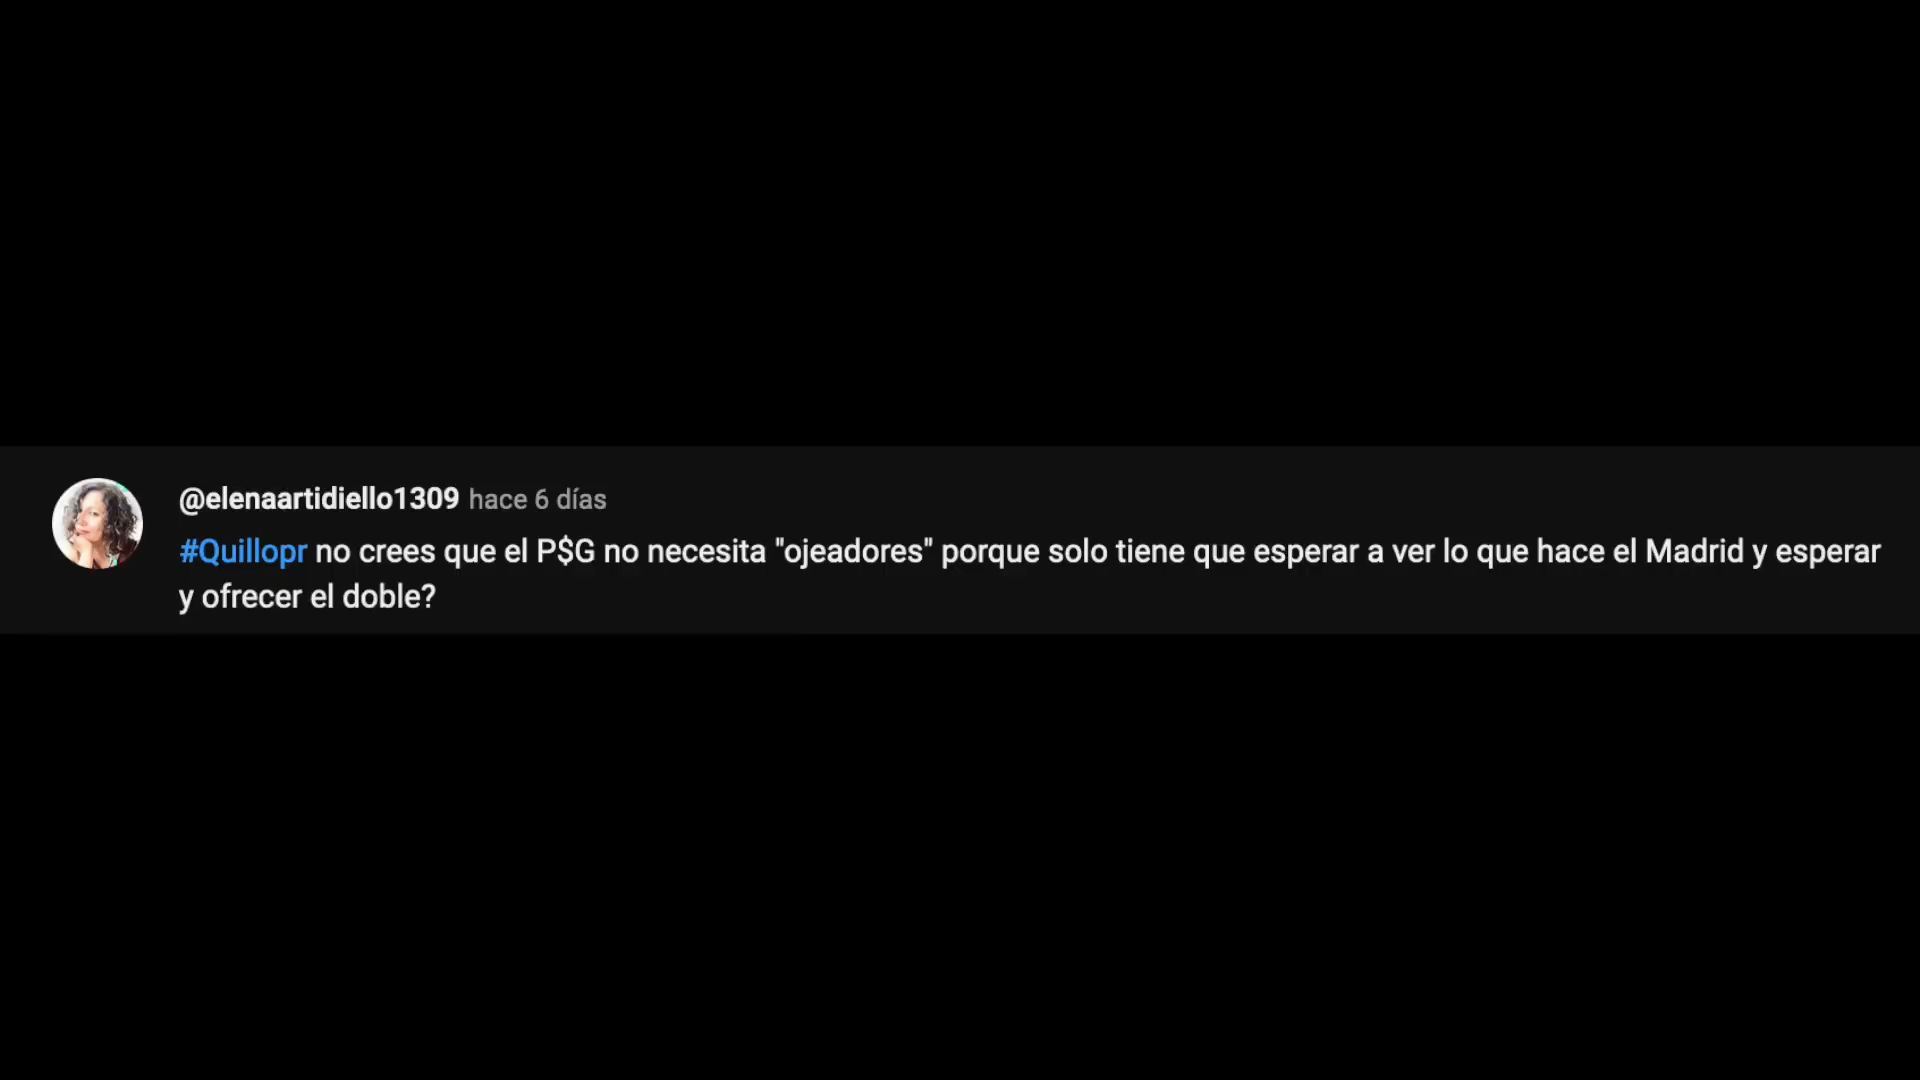 @elenaartidiello1309 hace 6 días
#Quillopr no crees que el P$G no necesita "ojeadores" porque solo tiene que esperar a ver lo que hace el Madrid y esperar
y ofrecer el doble?